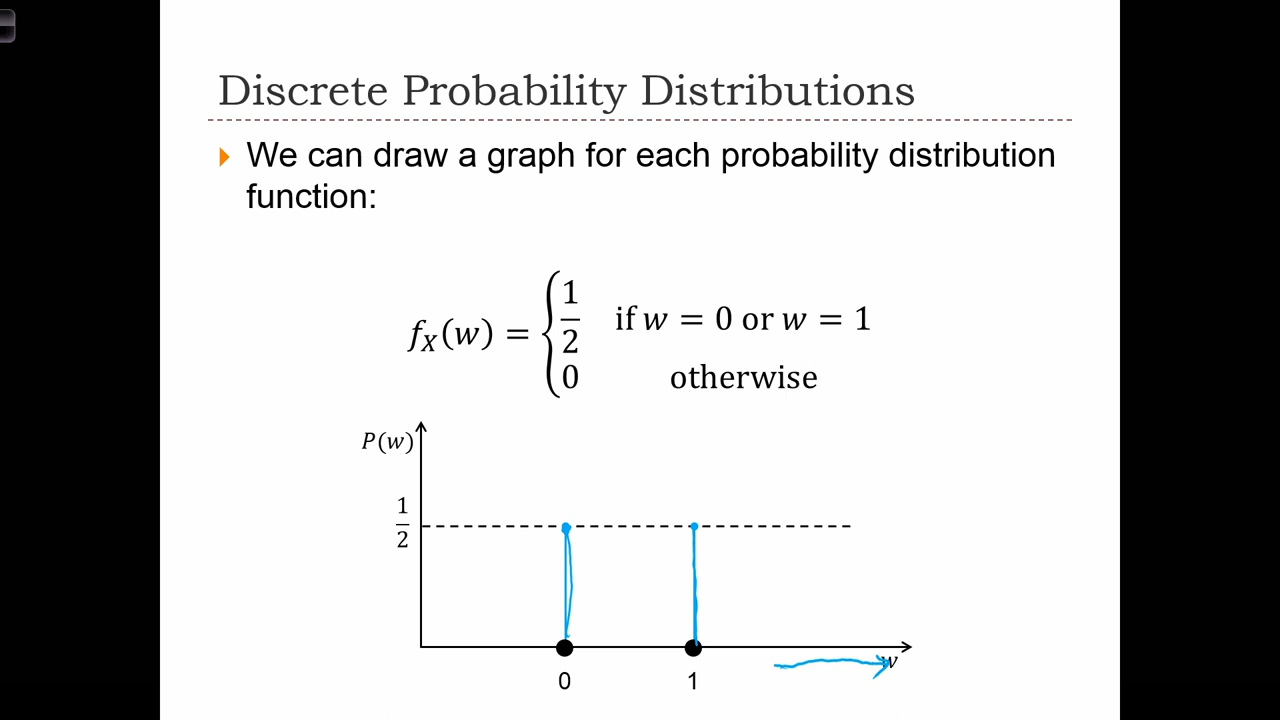 Discrete Probability Distributions
We can draw a graph for each probability distribution
function:
f_X(w) = { 1/2 if w = 0 or w = 1
0 otherwise
P(w)
1/2
w
0 1